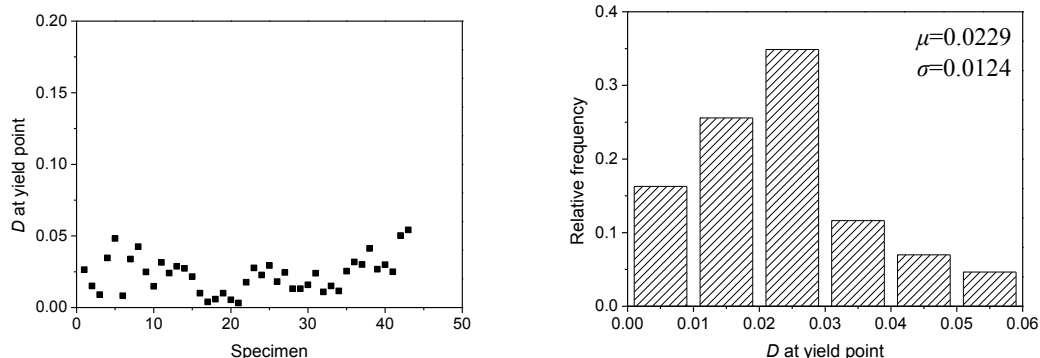 0.20
0.15
0.10
0.05
0.00
D at yield point
0 10 20 30 40 50
Specimen
0.4
0.3
0.2
0.1
0.0
Relative frequency
μ=0.0229
σ=0.0124
0.00 0.01 0.02 0.03 0.04 0.05 0.06
D at yield point